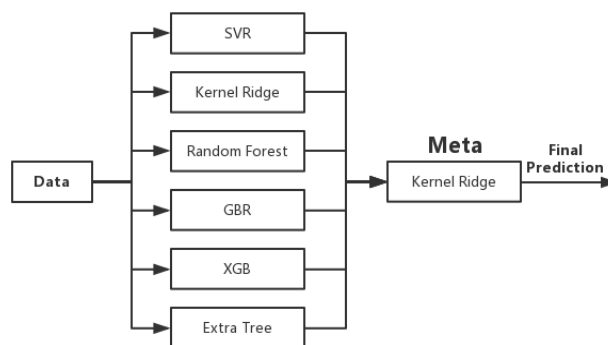 SVR
Kernel Ridge
Random Forest
Data
GBR
XGB
Extra Tree
Meta
Kernel Ridge
Final
Prediction